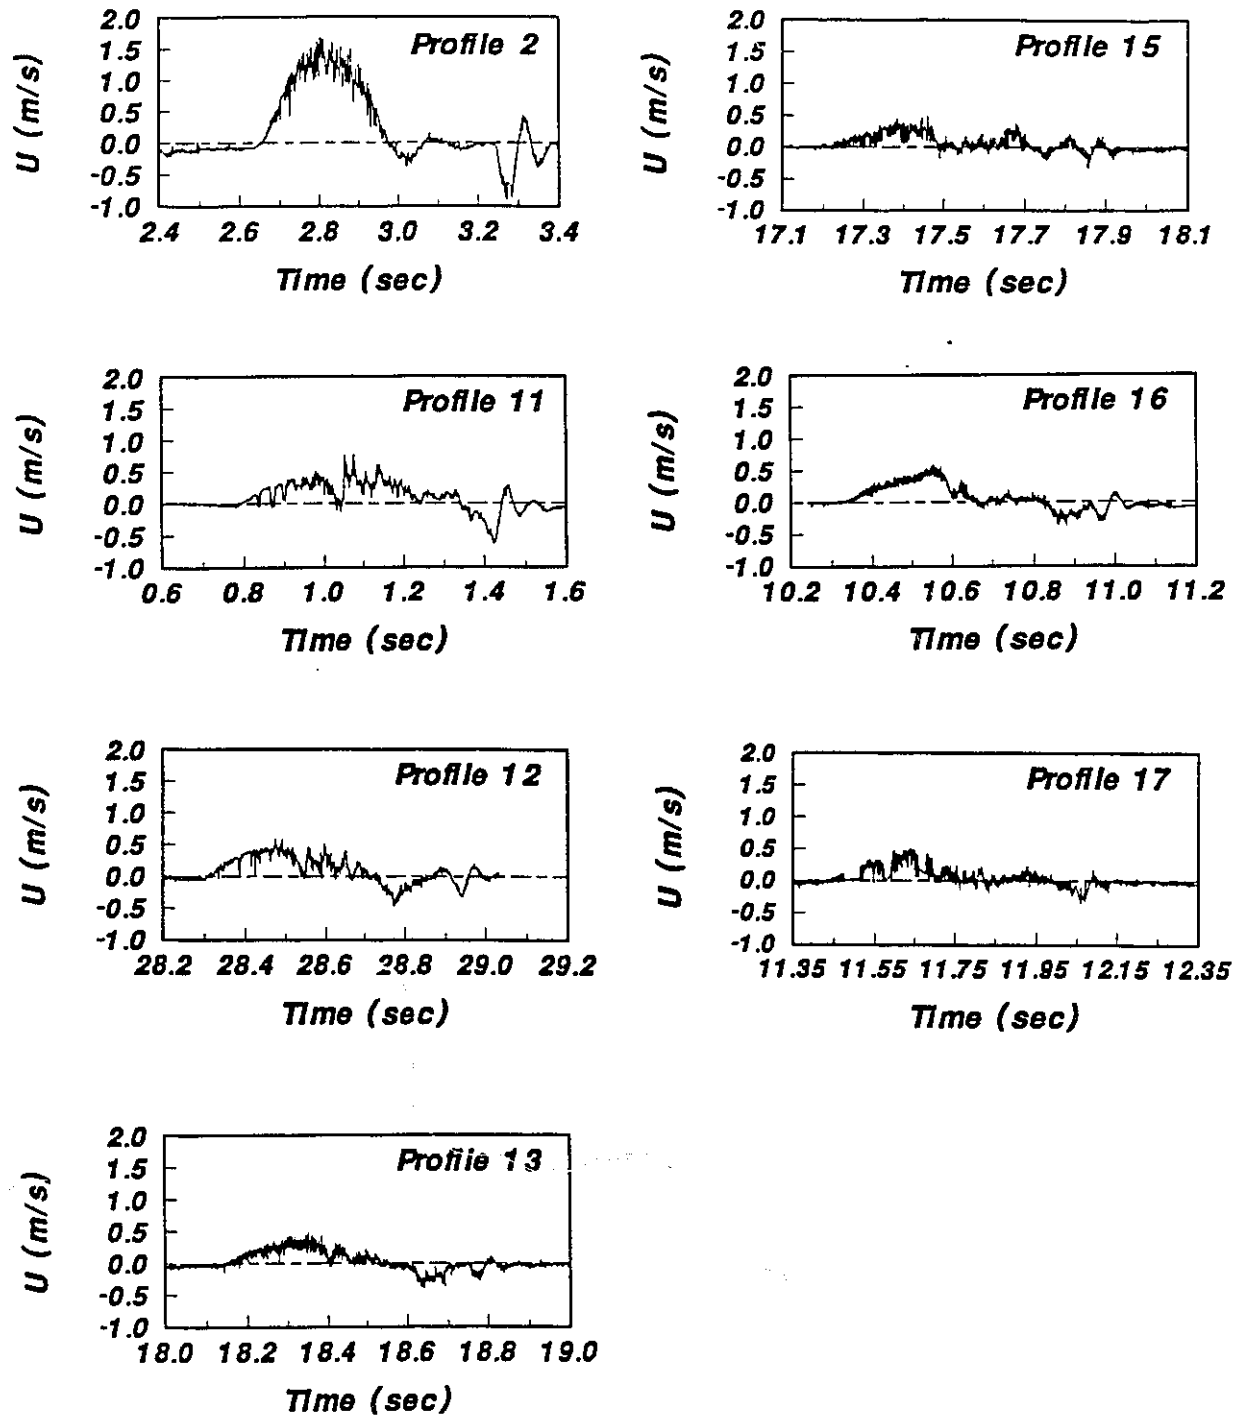 Profile 2
2.0
1.5
1.0
0.5
0.0
-0.5
-1.0
U (m/s)
2.4 2.6 2.8 3.0 3.2 3.4
Time (sec)
Profile 15
2.0
1.5
1.0
0.5
0.0
-0.5
-1.0
U (m/s)
17.1 17.3 17.5 17.7 17.9 18.1
Time (sec)
Profile 11
2.0
1.5
1.0
0.5
0.0
-0.5
-1.0
U (m/s)
0.6 0.8 1.0 1.2 1.4 1.6
Time (sec)
Profile 16
2.0
1.5
1.0
0.5
0.0
-0.5
-1.0
U (m/s)
10.2 10.4 10.6 10.8 11.0 11.2
Time (sec)
Profile 12
2.0
1.5
1.0
0.5
0.0
-0.5
-1.0
U (m/s)
28.2 28.4 28.6 28.8 29.0 29.2
Time (sec)
Profile 17
2.0
1.5
1.0
0.5
0.0
-0.5
-1.0
U (m/s)
11.35 11.55 11.75 11.95 12.15 12.35
Time (sec)
Profile 13
2.0
1.5
1.0
0.5
0.0
-0.5
-1.0
U (m/s)
18.0 18.2 18.4 18.6 18.8 19.0
Time (sec)